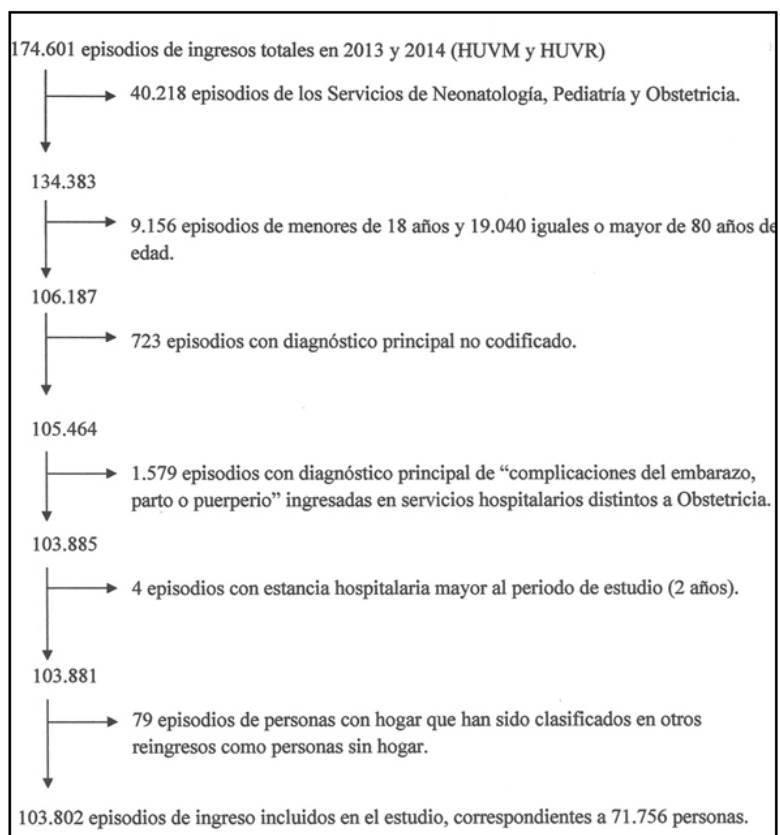 174.601 episodios de ingresos totales en 2013 y 2014 (HUVM y HUVR)
40.218 episodios de los Servicios de Neonatología, Pediatría y Obstetricia.
134.383
9.156 episodios de menores de 18 años y 19.040 iguales o mayor de 80 años de
edad.
106.187
723 episodios con diagnóstico principal no codificado.
105.464
1.579 episodios con diagnóstico principal de “complicaciones del embarazo,
parto o puerperio” ingresadas en servicios hospitalarios distintos a Obstetricia.
103.885
4 episodios con estancia hospitalaria mayor al periodo de estudio (2 años).
103.881
79 episodios de personas con hogar que han sido clasificados en otros
reingresos como personas sin hogar.
103.802 episodios de ingreso incluidos en el estudio, correspondientes a 71.756 personas.